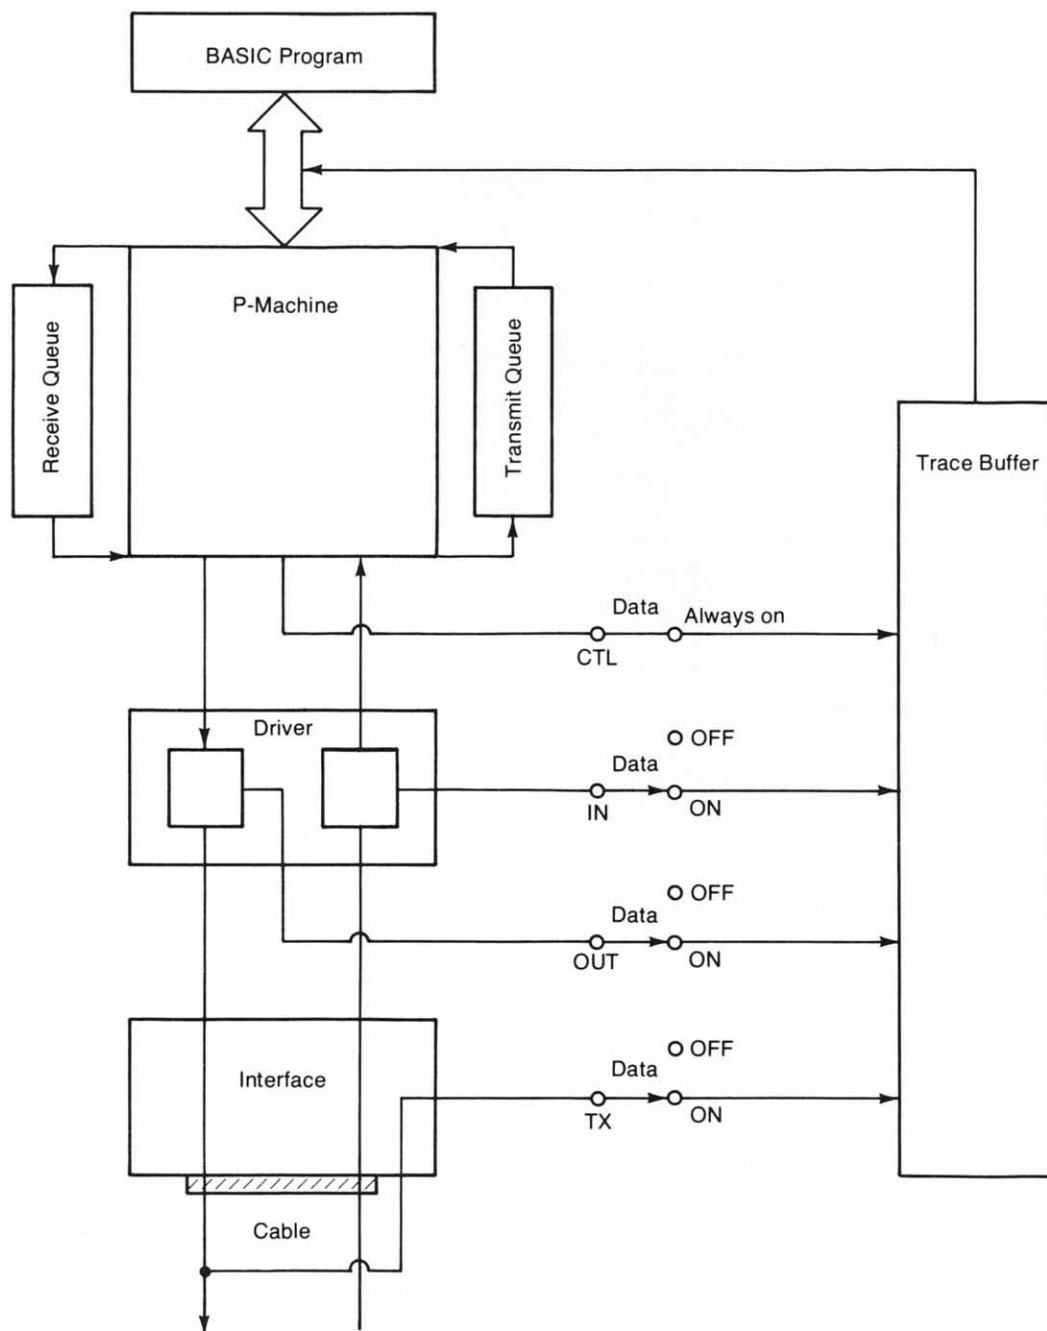 BASIC Program
P-Machine
Receive Queue
Transmit Queue
Trace Buffer
Data
Always on
CTL
Driver
OFF
Data
IN
ON
OFF
Data
OUT
ON
Interface
OFF
Data
TX
ON
Cable